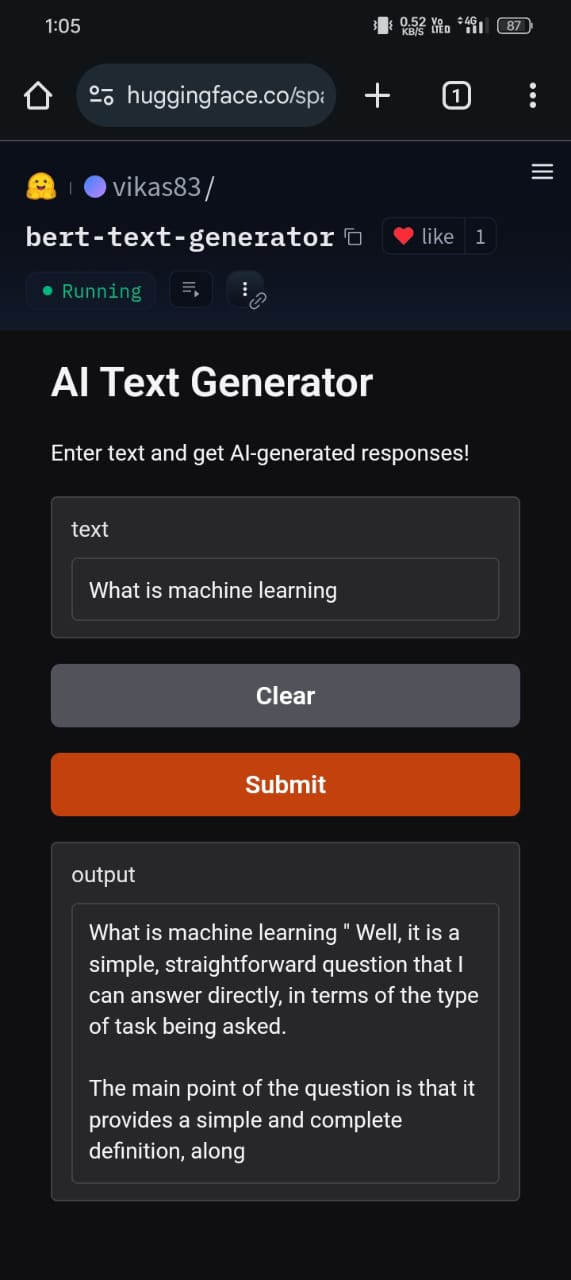 1:05
0.52 KB/S Vo LTED 4G 87
huggingface.co/spa
1
vikas83/
bert-text-generator
like 1
Running
AI Text Generator
Enter text and get AI-generated responses!
text
What is machine learning
Clear
Submit
output
What is machine learning " Well, it is a
simple, straightforward question that I
can answer directly, in terms of the type
of task being asked.
The main point of the question is that it
provides a simple and complete
definition, along